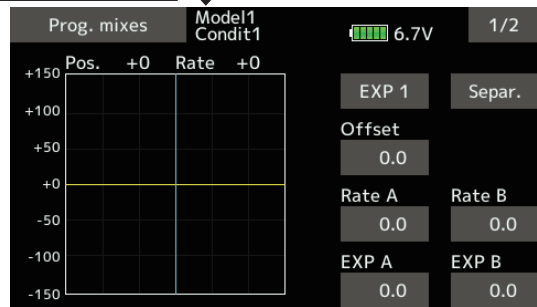 Prog. mixes Model1 Condit1 6.7V 1/2
Pos. +0 Rate +0
+150
+100
+50
+0
-50
-100
-150
EXP 1 Separ.
Offset
0.0
Rate A Rate B
0.0 0.0
EXP A EXP B
0.0 0.0